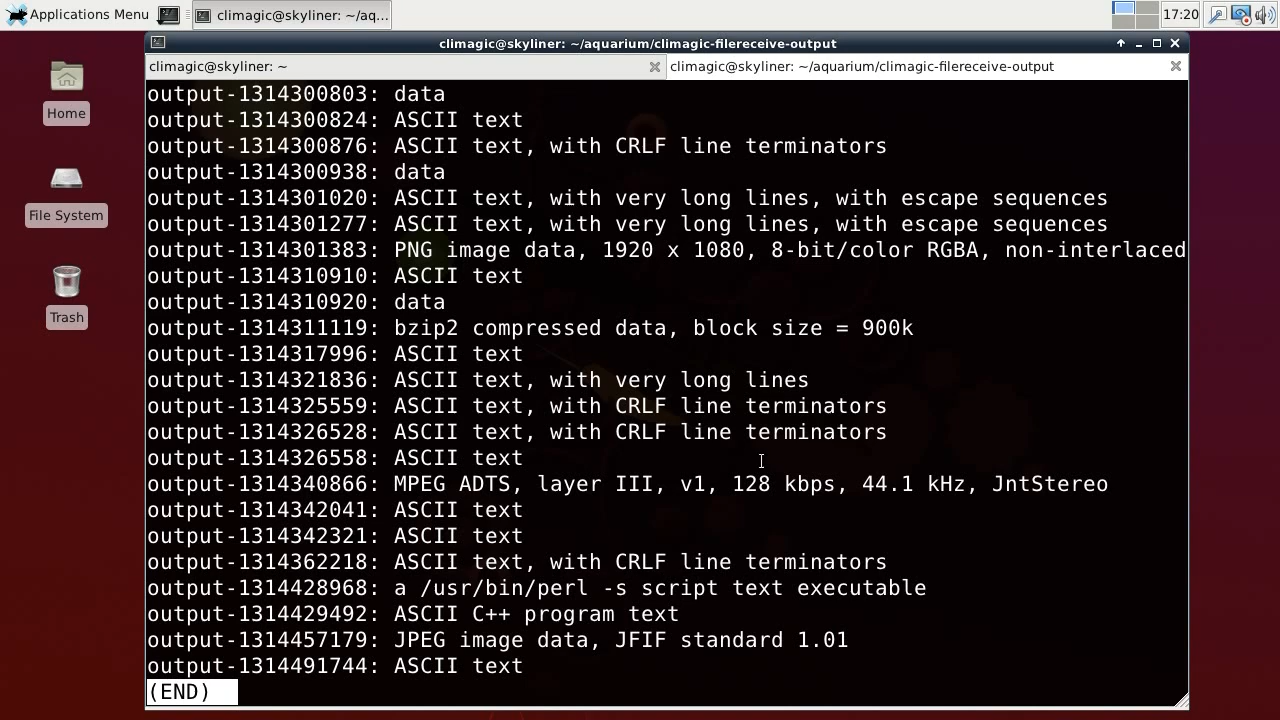 Applications Menu
climagic@skyliner: ~/aq...
17:20
climagic@skyliner: ~/aquarium/climagic-filereceive-output
climagic@skyliner: ~
climagic@skyliner: ~/aquarium/climagic-filereceive-output
Home
File System
Trash
output-1314300803: data
output-1314300824: ASCII text
output-1314300876: ASCII text, with CRLF line terminators
output-1314300938: data
output-1314301020: ASCII text, with very long lines, with escape sequences
output-1314301277: ASCII text, with very long lines, with escape sequences
output-1314301383: PNG image data, 1920 x 1080, 8-bit/color RGBA, non-interlaced
output-1314310910: ASCII text
output-1314310920: data
output-1314311119: bzip2 compressed data, block size = 900k
output-1314317996: ASCII text
output-1314321836: ASCII text, with very long lines
output-1314325559: ASCII text, with CRLF line terminators
output-1314326528: ASCII text, with CRLF line terminators
output-1314326558: ASCII text
output-1314340866: MPEG ADTS, layer III, v1, 128 kbps, 44.1 kHz, JntStereo
output-1314342041: ASCII text
output-1314342321: ASCII text
output-1314362218: ASCII text, with CRLF line terminators
output-1314428968: a /usr/bin/perl -s script text executable
output-1314429492: ASCII C++ program text
output-1314457179: JPEG image data, JFIF standard 1.01
output-1314491744: ASCII text
(END)